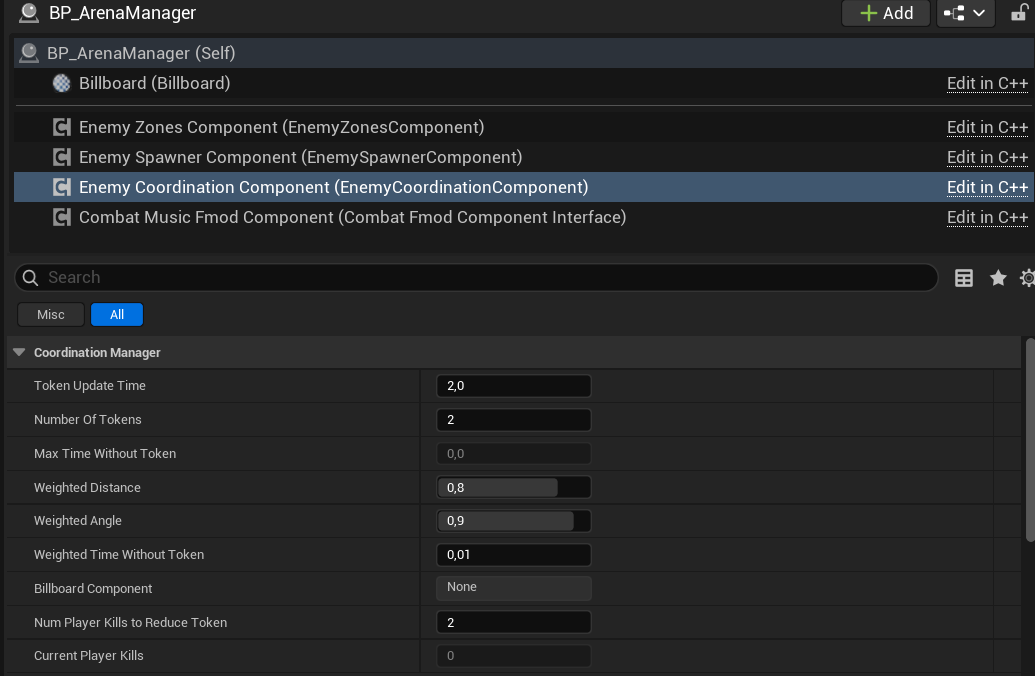 BP_ArenaManager
Add
BP_ArenaManager (Self)
Billboard (Billboard) Edit in C++
Enemy Zones Component (EnemyZonesComponent) Edit in C++
Enemy Spawner Component (EnemySpawnerComponent) Edit in C++
Enemy Coordination Component (EnemyCoordinationComponent) Edit in C++
Combat Music Fmod Component (Combat Fmod Component Interface) Edit in C++
Search
Misc All
Coordination Manager
Token Update Time 2,0
Number Of Tokens 2
Max Time Without Token 0,0
Weighted Distance 0,8
Weighted Angle 0,9
Weighted Time Without Token 0,01
Billboard Component None
Num Player Kills to Reduce Token 2
Current Player Kills 0